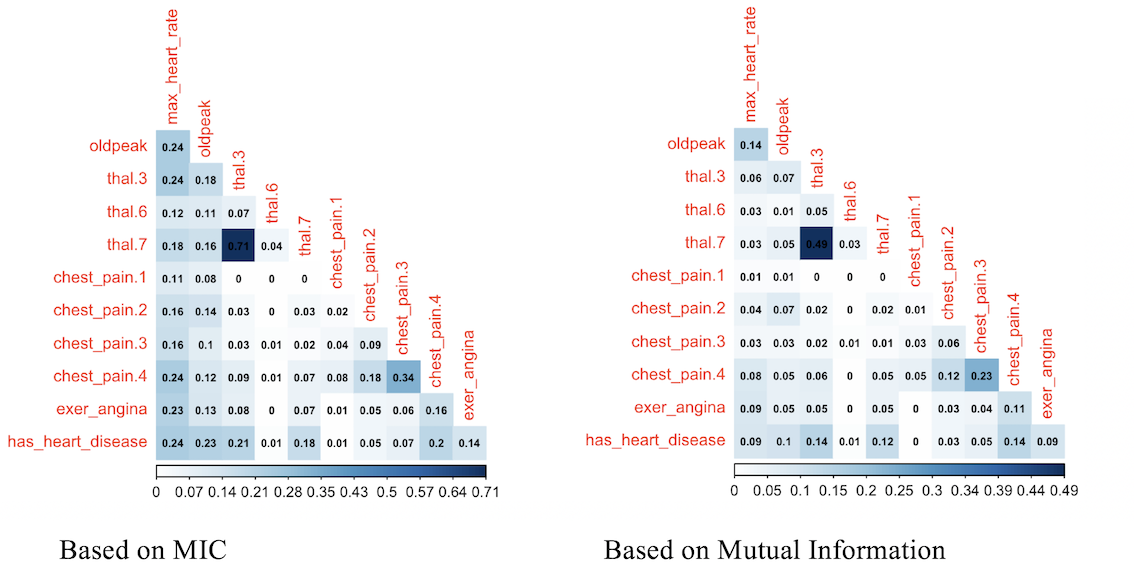 max_heart_rate
oldpeak 0.24 oldpeak
thal.3 0.24 0.18 thal.3
thal.6 0.12 0.11 0.07 thal.6
thal.7 0.18 0.16 0.71 0.04 thal.7
chest_pain.1 0.11 0.08 0 0 0 chest_pain.1
chest_pain.2 0.16 0.14 0.03 0 0.03 0.02 chest_pain.2
chest_pain.3 0.16 0.1 0.03 0.01 0.02 0.04 0.09 chest_pain.3
chest_pain.4 0.24 0.12 0.09 0.01 0.07 0.08 0.18 0.34 chest_pain.4
exer_angina 0.23 0.13 0.08 0 0.07 0.01 0.05 0.06 0.16 exer_angina
has_heart_disease 0.24 0.23 0.21 0.01 0.18 0.01 0.05 0.07 0.2 0.14
0 0.07 0.14 0.21 0.28 0.35 0.43 0.5 0.57 0.64 0.71
Based on MIC
max_heart_rate
oldpeak 0.14 oldpeak
thal.3 0.06 0.07 thal.3
thal.6 0.03 0.01 0.05 thal.6
thal.7 0.03 0.05 0.49 0.03 thal.7
chest_pain.1 0.01 0.01 0 0 0 chest_pain.1
chest_pain.2 0.04 0.07 0.02 0 0.02 0.01 chest_pain.2
chest_pain.3 0.03 0.03 0.02 0.01 0.01 0.03 0.06 chest_pain.3
chest_pain.4 0.08 0.05 0.06 0 0.05 0.05 0.12 0.23 chest_pain.4
exer_angina 0.09 0.05 0.05 0 0.05 0 0.03 0.04 0.11 exer_angina
has_heart_disease 0.09 0.1 0.14 0.01 0.12 0 0.03 0.05 0.14 0.09
0 0.05 0.1 0.15 0.2 0.25 0.3 0.34 0.39 0.44 0.49
Based on Mutual Information